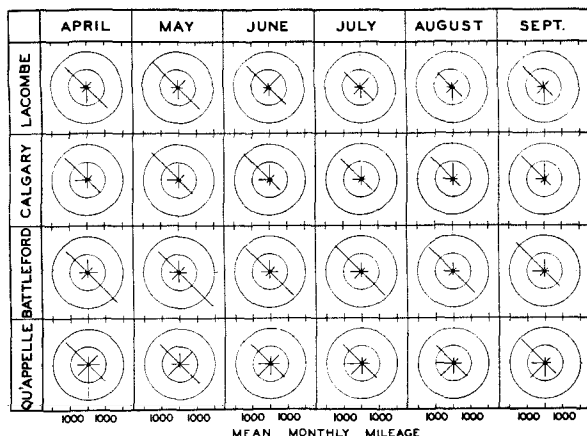 APRIL MAY JUNE JULY AUGUST SEPT.
LACOMBE
CALGARY
BATTLEFORD
QU'APPELLE
1000 1000 1000 1000 1000 1000 1000 1000 1000 1000 1000 1000
MEAN MONTHLY MILEAGE